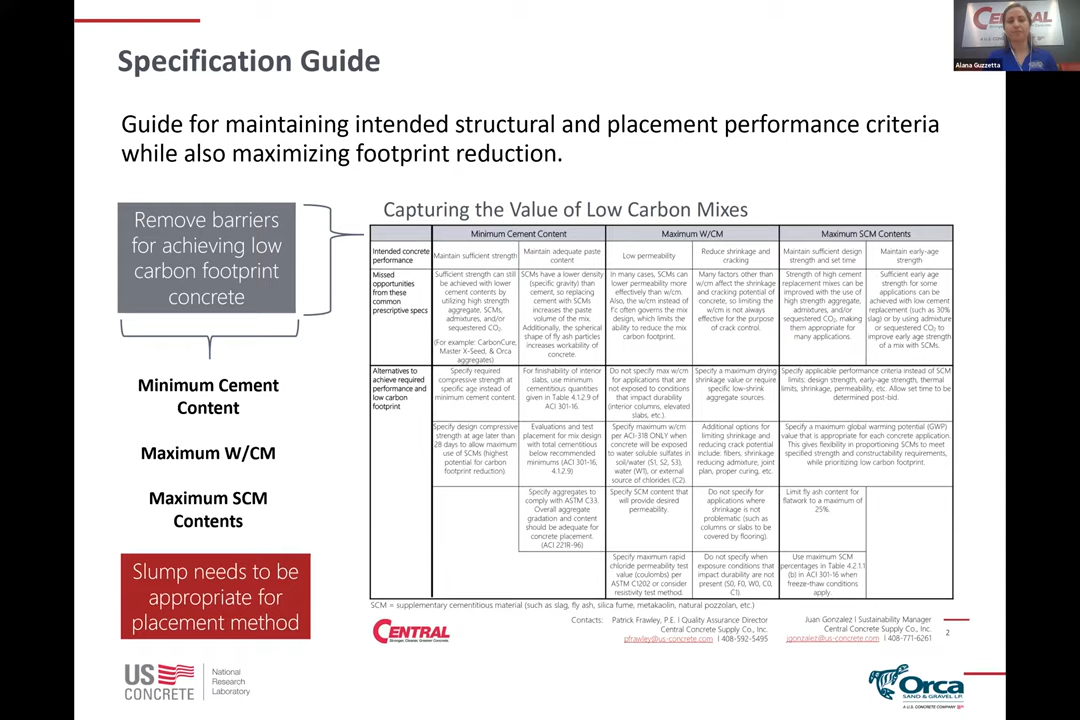 Specification Guide
Guide for maintaining intended structural and placement performance criteria
while also maximizing footprint reduction.
Remove barriers
for achieving low
carbon footprint
concrete
Minimum Cement
Content
Maximum W/CM
Maximum SCM
Contents
Slump needs to be
appropriate for
placement method
Capturing the Value of Low Carbon Mixes
Minimum Cement Content
Maximum W/CM
Maximum SCM Contents
Intended concrete
performance
Maintain sufficient strength
Maintain adequate paste
content
Low permeability
Reduce shrinkage and
cracking
Maintain sufficient design
strength and set time
Maintain early-age
strength
Missed
opportunities
from these
common
prescriptive specs
Sufficient strength can still
be achieved with lower
cement contents by
utilizing high strength
aggregate, SCMs,
admixtures, and/or
sequestered CO₂.
(For example: CarbonCure,
Master X-Seed, & Orca
aggregates)
SCMs have a lower density
(specific gravity) than
cement, so replacing
cement with SCMs
increases the paste
volume of the mix.
Additionally, the spherical
shape of fly ash particles
increases workability of
concrete.
In many cases, SCMs can
lower permeability more
effectively than w/cm.
Also, the w/cm instead of
f'c often governs the mix
design, which limits the
ability to reduce the mix
carbon footprint.
Many factors other than
w/cm affect the shrinkage
and cracking potential of
concrete, so limiting the
w/cm is not always
effective for the purpose
of crack control.
Strength of high cement
replacement mixes can be
improved with the use of
high strength aggregate,
admixtures, and/or
sequestered CO₂, making
them appropriate for
many applications.
Sufficient early age
strength for some
applications can be
achieved with low cement
replacement (such as 30%
slag) or by using admixture
or sequestered CO₂ to
improve early age strength
of a mix with SCMs.
Alternatives to
achieve required
performance and
low carbon
footprint
Specify required
compressive strength at
specific age instead of
minimum cement content.
For finishability of interior
slabs, use minimum
cementitious quantities
given in Table 4.1.2.9 of
ACI 301-16.
Do not specify max w/cm
for applications that are
not exposed to conditions
that impact durability
(interior columns, elevated
slabs, etc.).
Specify a maximum drying
shrinkage value or require
specific low-shrink
aggregate sources.
Specify applicable performance criteria instead of SCM
limits: design strength, early-age strength, thermal
limits, shrinkage, permeability, etc. Allow set time to be
determined post-bid.
Specify design compressive
strength at age later than
28 days to allow maximum
use of SCMs (highest
potential for carbon
footprint reduction).
Evaluations and test
placement for mix design
with total cementitious
below recommended
minimums (ACI 301-16,
4.1.2.9)
Specify maximum w/cm
per ACI-318 ONLY when
concrete will be exposed
to water soluble sulfates in
soil/water (S1, S2, S3),
water (W1), or external
source of chlorides (C2).
Additional options for
limiting shrinkage and
reducing crack potential
include: fibers, shrinkage
reducing admixture, joint
plan, proper curing, etc.
Specify a maximum global warming potential (GWP)
value that is appropriate for each concrete application.
This gives flexibility in proportioning SCMs to meet
specified strength and constructability requirements,
while prioritizing low carbon footprint.
Specify aggregates to
comply with ASTM C33.
Overall aggregate
gradation and content
should be adequate for
concrete placement.
(ACI 221R-96)
Specify SCM content that
will provide desired
permeability.
Do not specify for
applications where
shrinkage is not
problematic (such as
columns or slabs to be
covered by flooring).
Limit fly ash content for
flatwork to a maximum of
25%.
Specify maximum rapid
chloride permeability test
value (coulombs) per
ASTM C1202 or consider
resistivity test method.
Do not specify when
exposure conditions that
impact durability are not
present (S0, F0, W0, C0,
C1).
Use maximum SCM
percentages in Table 4.2.1.1
(b) in ACI 301-16 when
freeze-thaw conditions
apply.
SCM = supplementary cementitious material (such as slag, fly ash, silica fume, metakaolin, natural pozzolan, etc.)
CENTRAL
Stronger. Cleaner. Greener Concrete.
Contacts: Patrick Frawley, P.E. I Quality Assurance Director
Central Concrete Supply Co., Inc.
pfrawley@us-concrete.com I 408-592-5495
Juan Gonzalez I Sustainability Manager
Central Concrete Supply Co., Inc.
jgonzalez@us-concrete.com I 408-771-6261
2
US
CONCRETE
National
Research
Laboratory
Orca
SAND & GRAVEL L.P.
A U.S. CONCRETE COMPANY
CENTRAL
Alana Guzzetta